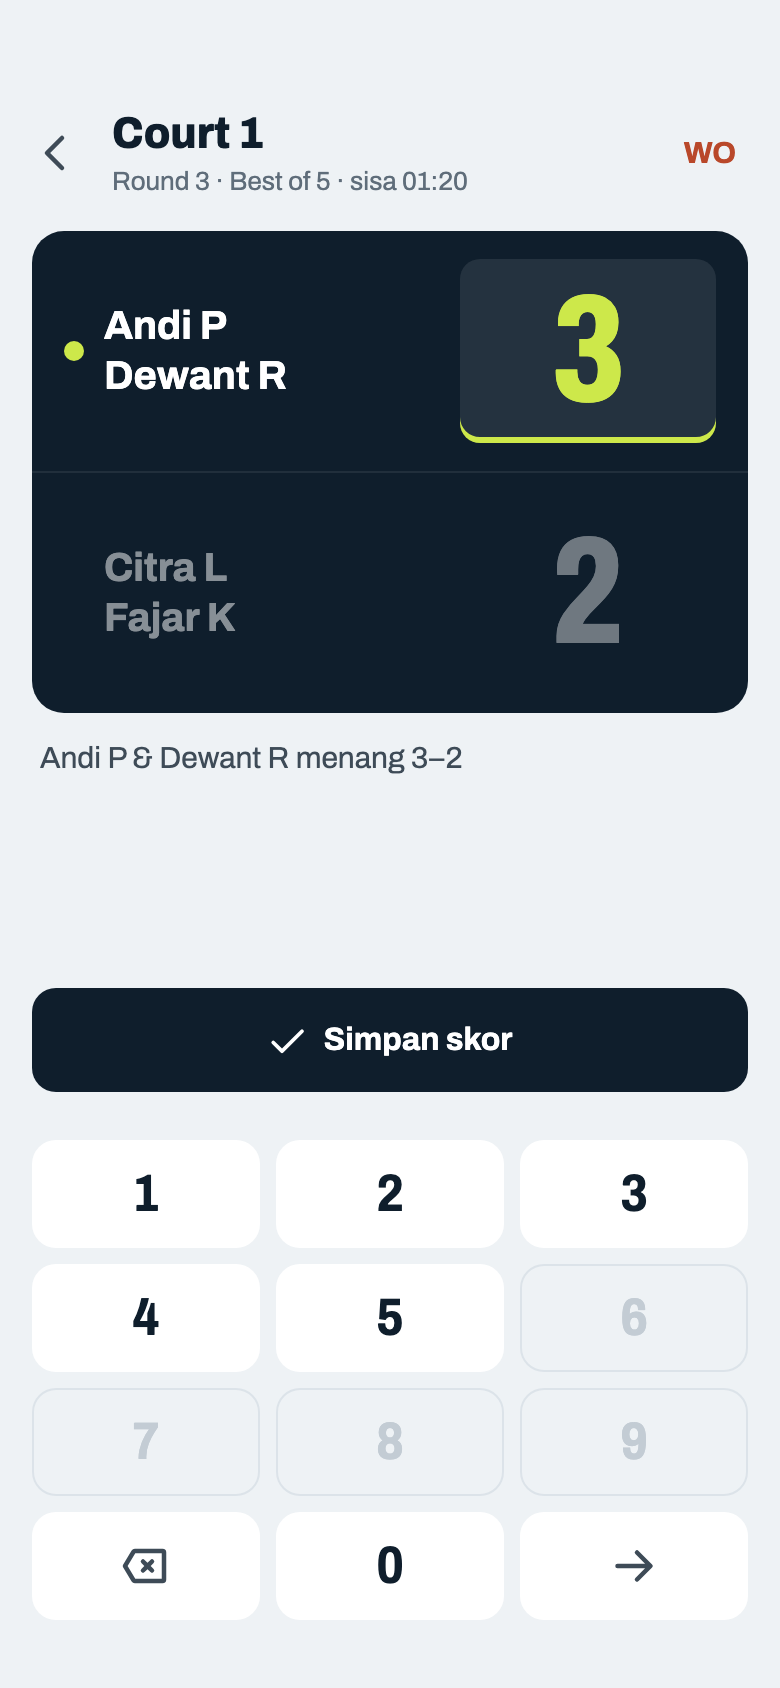 Court 1
Round 3 · Best of 5 · sisa 01:20
WO
Andi P
Dewant R
3
Citra L
Fajar K
2
Andi P & Dewant R menang 3–2
Simpan skor
1 2 3
4 5 6
7 8 9
0